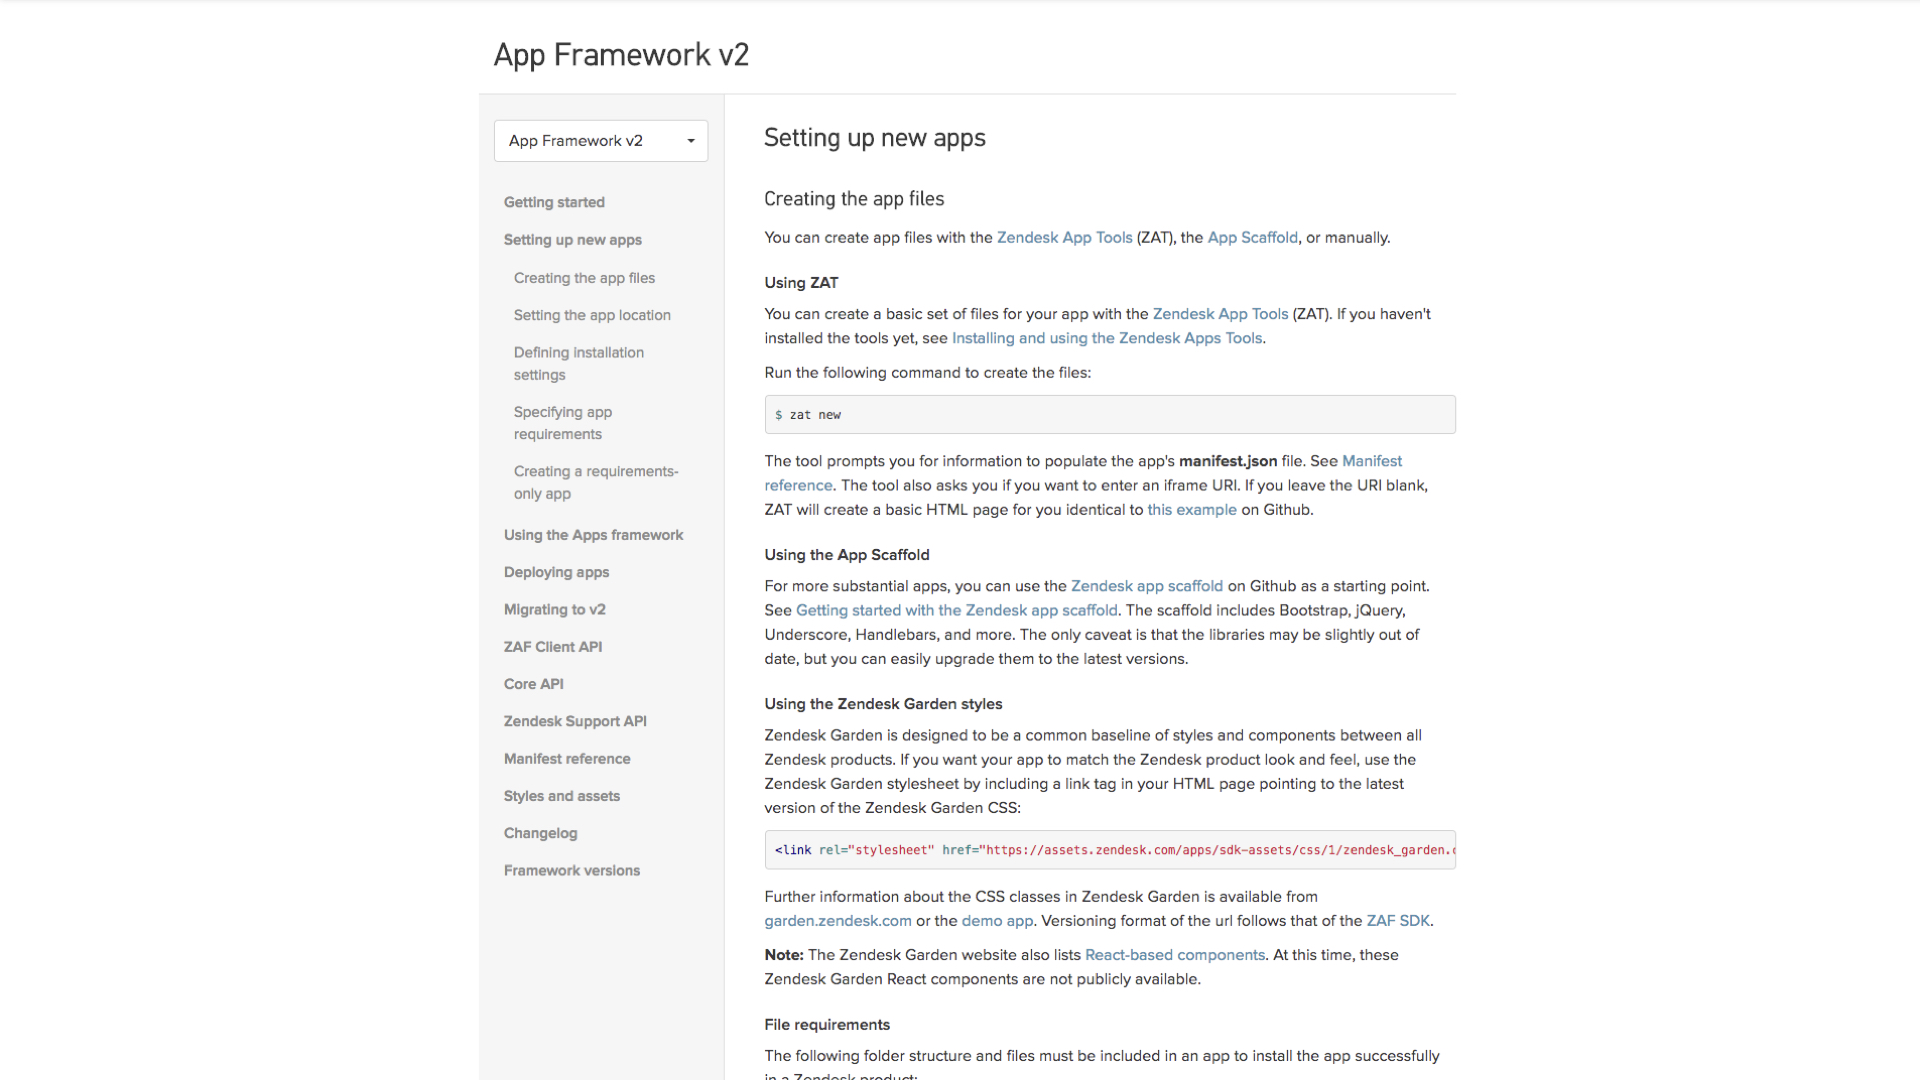 App Framework v2
App Framework v2
Getting started
Setting up new apps
Creating the app files
Setting the app location
Defining installation
settings
Specifying app
requirements
Creating a requirements-
only app
Using the Apps framework
Deploying apps
Migrating to v2
ZAF Client API
Core API
Zendesk Support API
Manifest reference
Styles and assets
Changelog
Framework versions
Setting up new apps
Creating the app files
You can create app files with the Zendesk App Tools (ZAT), the App Scaffold, or manually.
Using ZAT
You can create a basic set of files for your app with the Zendesk App Tools (ZAT). If you haven't
installed the tools yet, see Installing and using the Zendesk Apps Tools.
Run the following command to create the files:
$ zat new
The tool prompts you for information to populate the app's manifest.json file. See Manifest
reference. The tool also asks you if you want to enter an iframe URI. If you leave the URI blank,
ZAT will create a basic HTML page for you identical to this example on Github.
Using the App Scaffold
For more substantial apps, you can use the Zendesk app scaffold on Github as a starting point.
See Getting started with the Zendesk app scaffold. The scaffold includes Bootstrap, jQuery,
Underscore, Handlebars, and more. The only caveat is that the libraries may be slightly out of
date, but you can easily upgrade them to the latest versions.
Using the Zendesk Garden styles
Zendesk Garden is designed to be a common baseline of styles and components between all
Zendesk products. If you want your app to match the Zendesk product look and feel, use the
Zendesk Garden stylesheet by including a link tag in your HTML page pointing to the latest
version of the Zendesk Garden CSS:
<link rel="stylesheet" href="https://assets.zendesk.com/apps/sdk-assets/css/1/zendesk_garden.
Further information about the CSS classes in Zendesk Garden is available from
garden.zendesk.com or the demo app. Versioning format of the url follows that of the ZAF SDK.
Note: The Zendesk Garden website also lists React-based components. At this time, these
Zendesk Garden React components are not publicly available.
File requirements
The following folder structure and files must be included in an app to install the app successfully
in a Zendesk product: